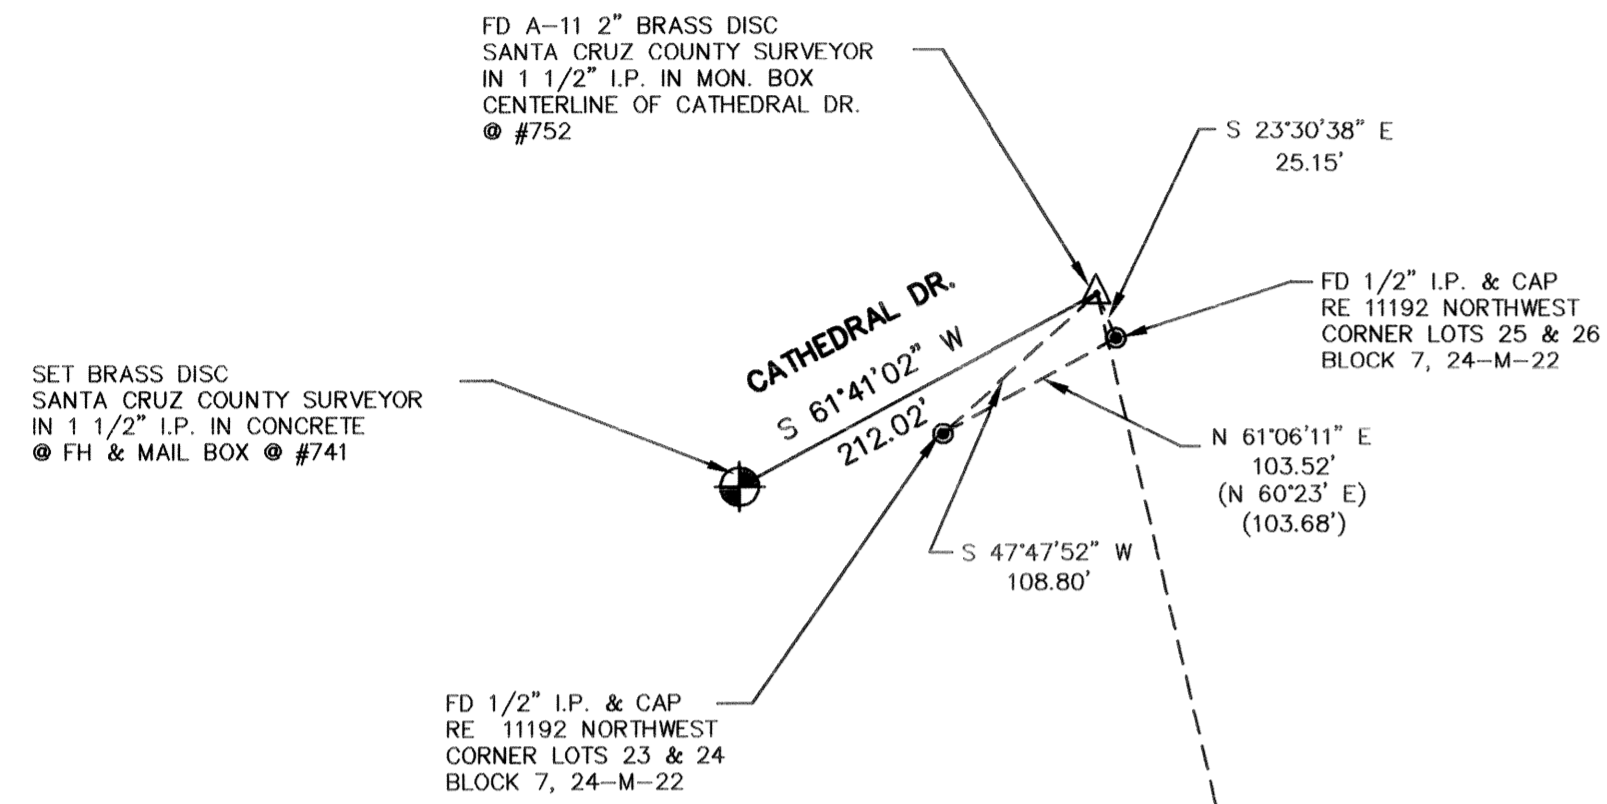 FD A-11 2" BRASS DISC
SANTA CRUZ COUNTY SURVEYOR
IN 1 1/2" I.P. IN MON. BOX
CENTERLINE OF CATHEDRAL DR.
@ #752
S 23°30'38" E
25.15'
FD 1/2" I.P. & CAP
RE 11192 NORTHWEST
CORNER LOTS 25 & 26
BLOCK 7, 24-M-22
CATHEDRAL DR.
S 61°41'02" W
212.02'
SET BRASS DISC
SANTA CRUZ COUNTY SURVEYOR
IN 1 1/2" I.P. IN CONCRETE
@ FH & MAIL BOX @ #741
N 61°06'11" E
103.52'
(N 60°23' E)
(103.68')
S 47°47'52" W
108.80'
FD 1/2" I.P. & CAP
RE 11192 NORTHWEST
CORNER LOTS 23 & 24
BLOCK 7, 24-M-22